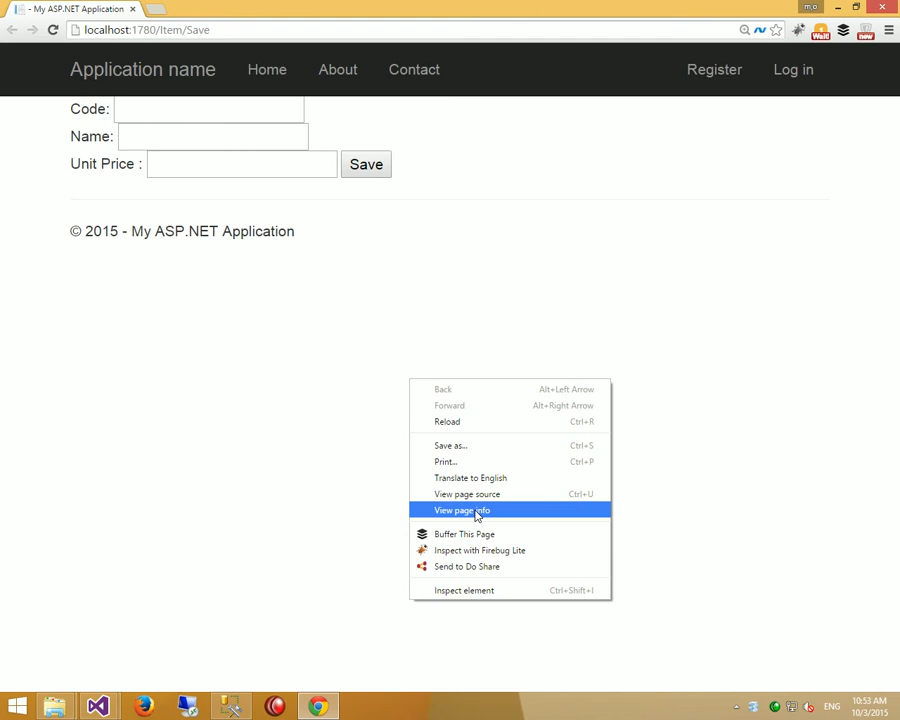 - My ASP.NET Application
m.o
localhost:1780/Item/Save
Wait!
new
Application name
Home
About
Contact
Register
Log in
Code:
Name:
Unit Price :
Save
© 2015 - My ASP.NET Application
Back Alt+Left Arrow
Forward Alt+Right Arrow
Reload Ctrl+R
Save as... Ctrl+S
Print... Ctrl+P
Translate to English
View page source Ctrl+U
View page info
Buffer This Page
Inspect with Firebug Lite
Send to Do Share
Inspect element Ctrl+Shift+I
ENG
10:53 AM
10/3/2015